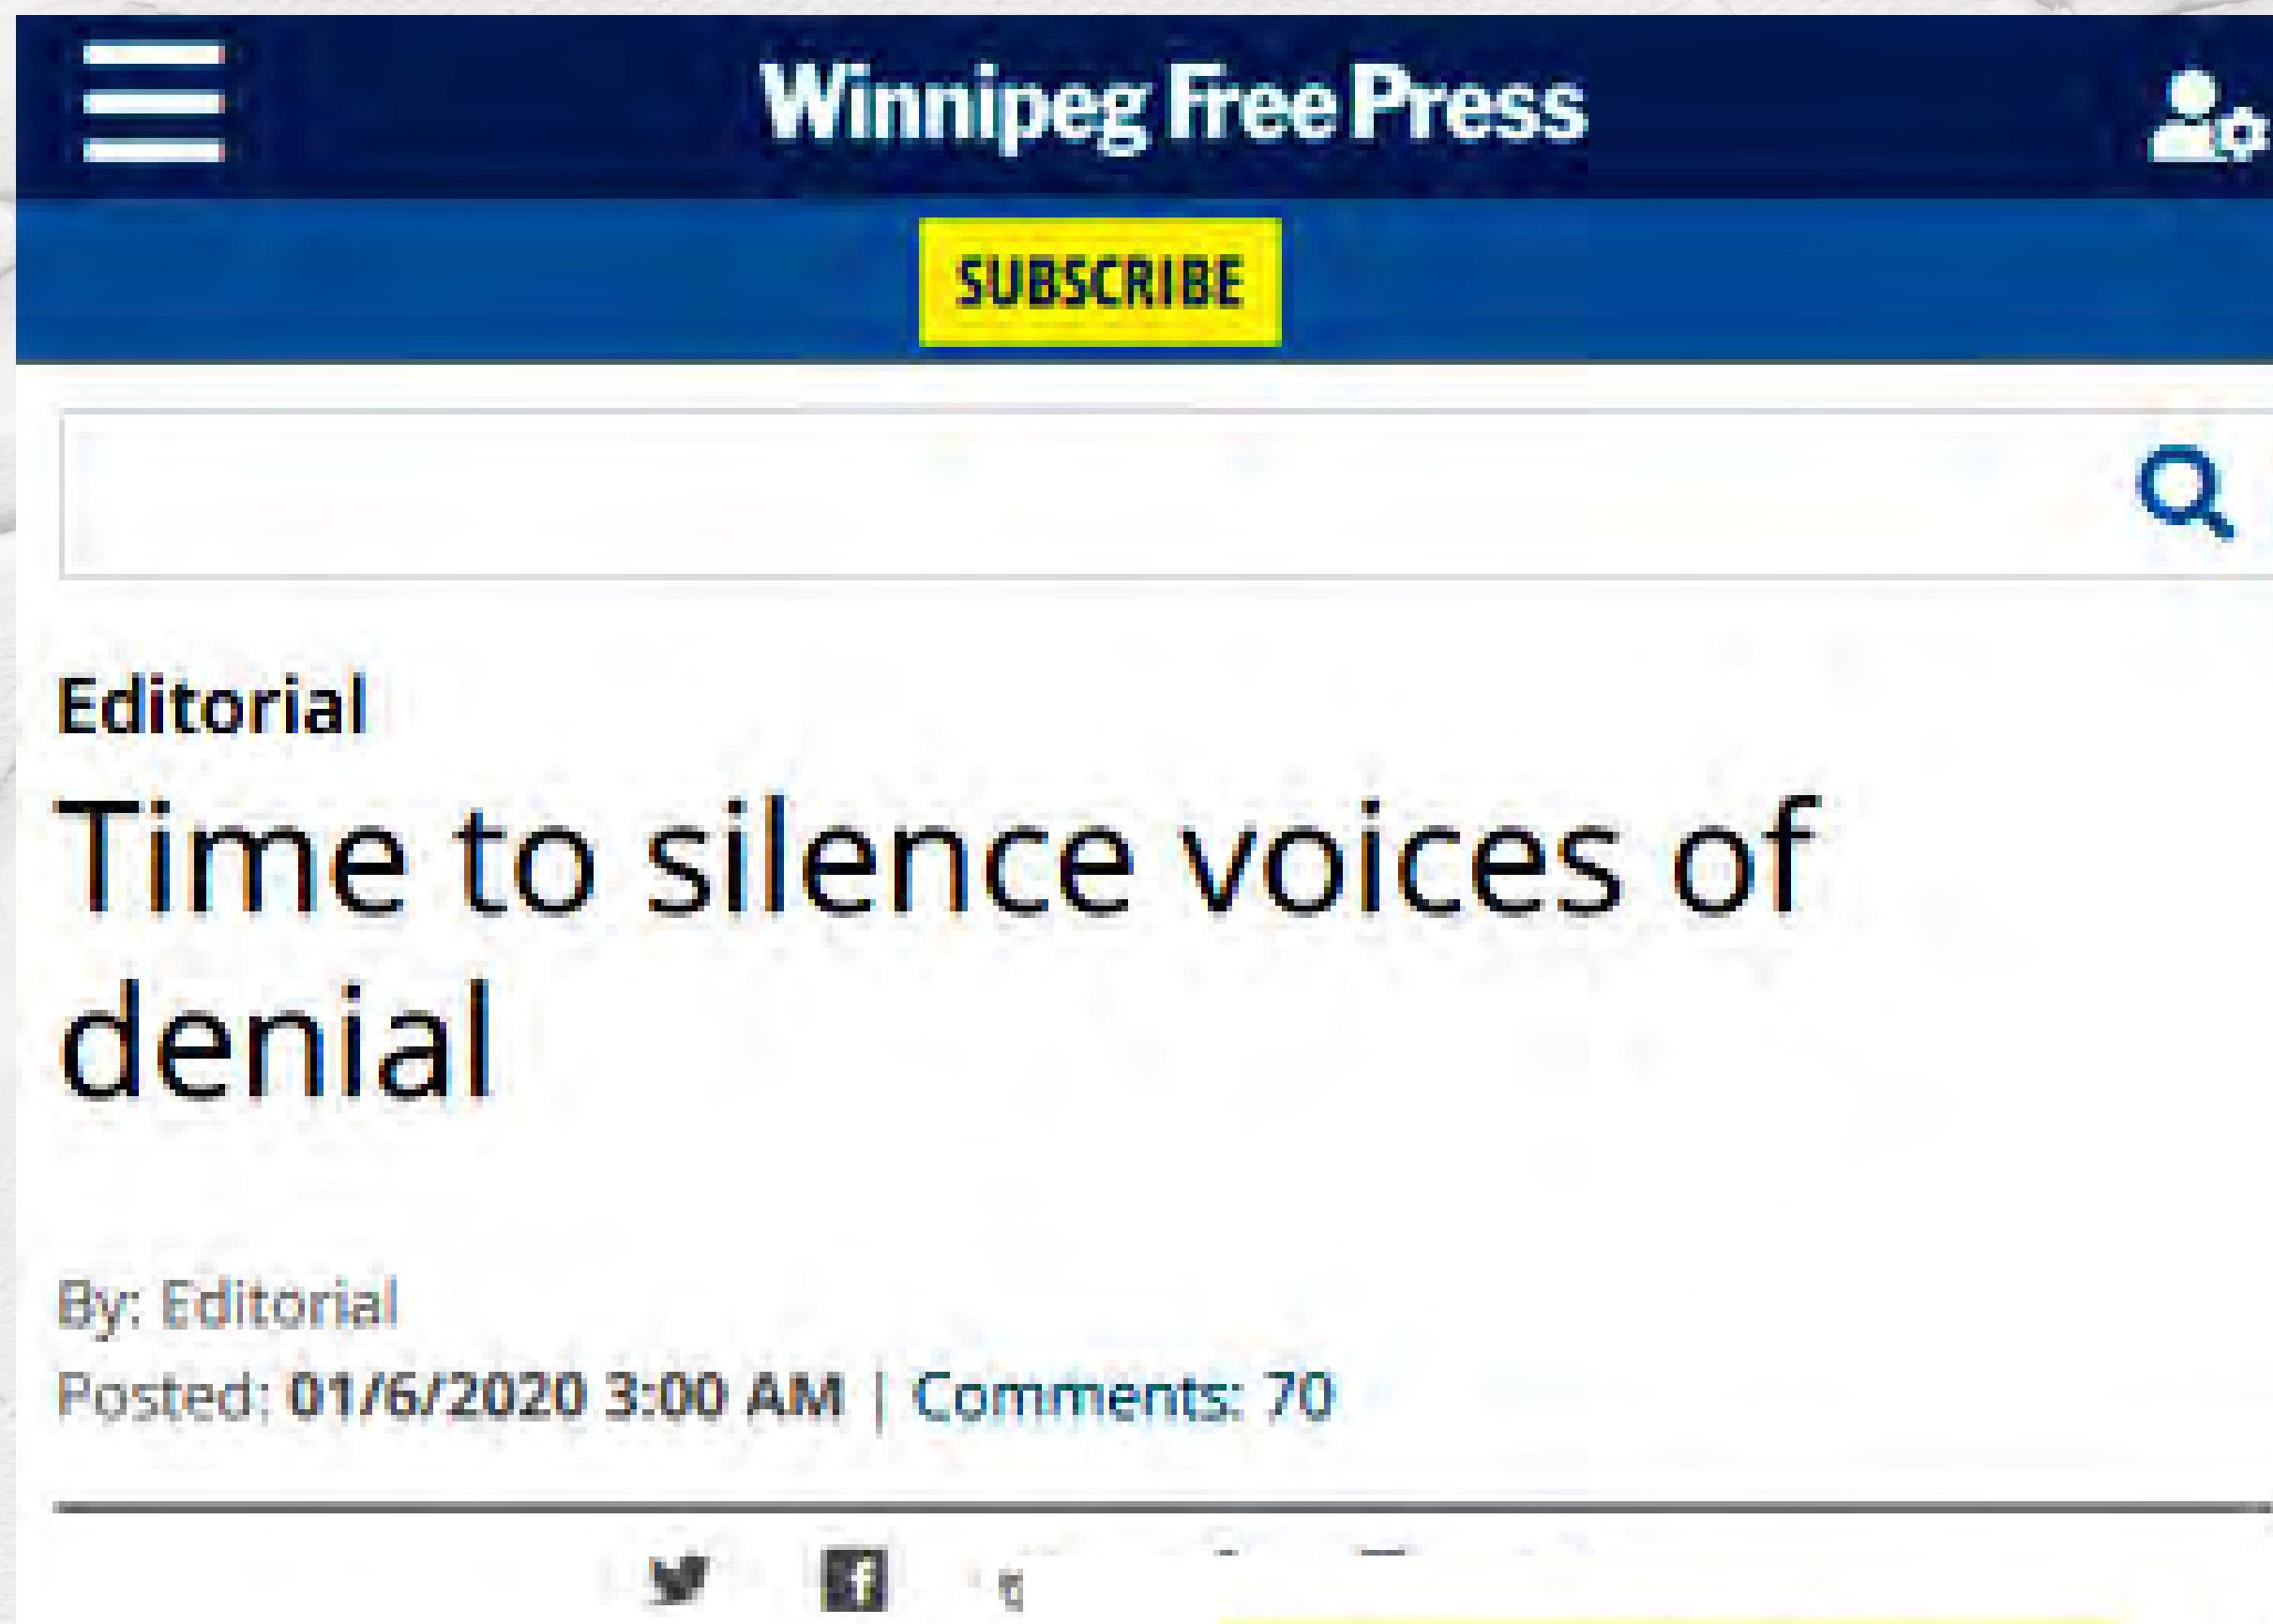 Winnipeg Free Press
SUBSCRIBE
Editorial
Time to silence voices of
denial
By: Editorial
Posted: 01/6/2020 3:00 AM | Comments: 70